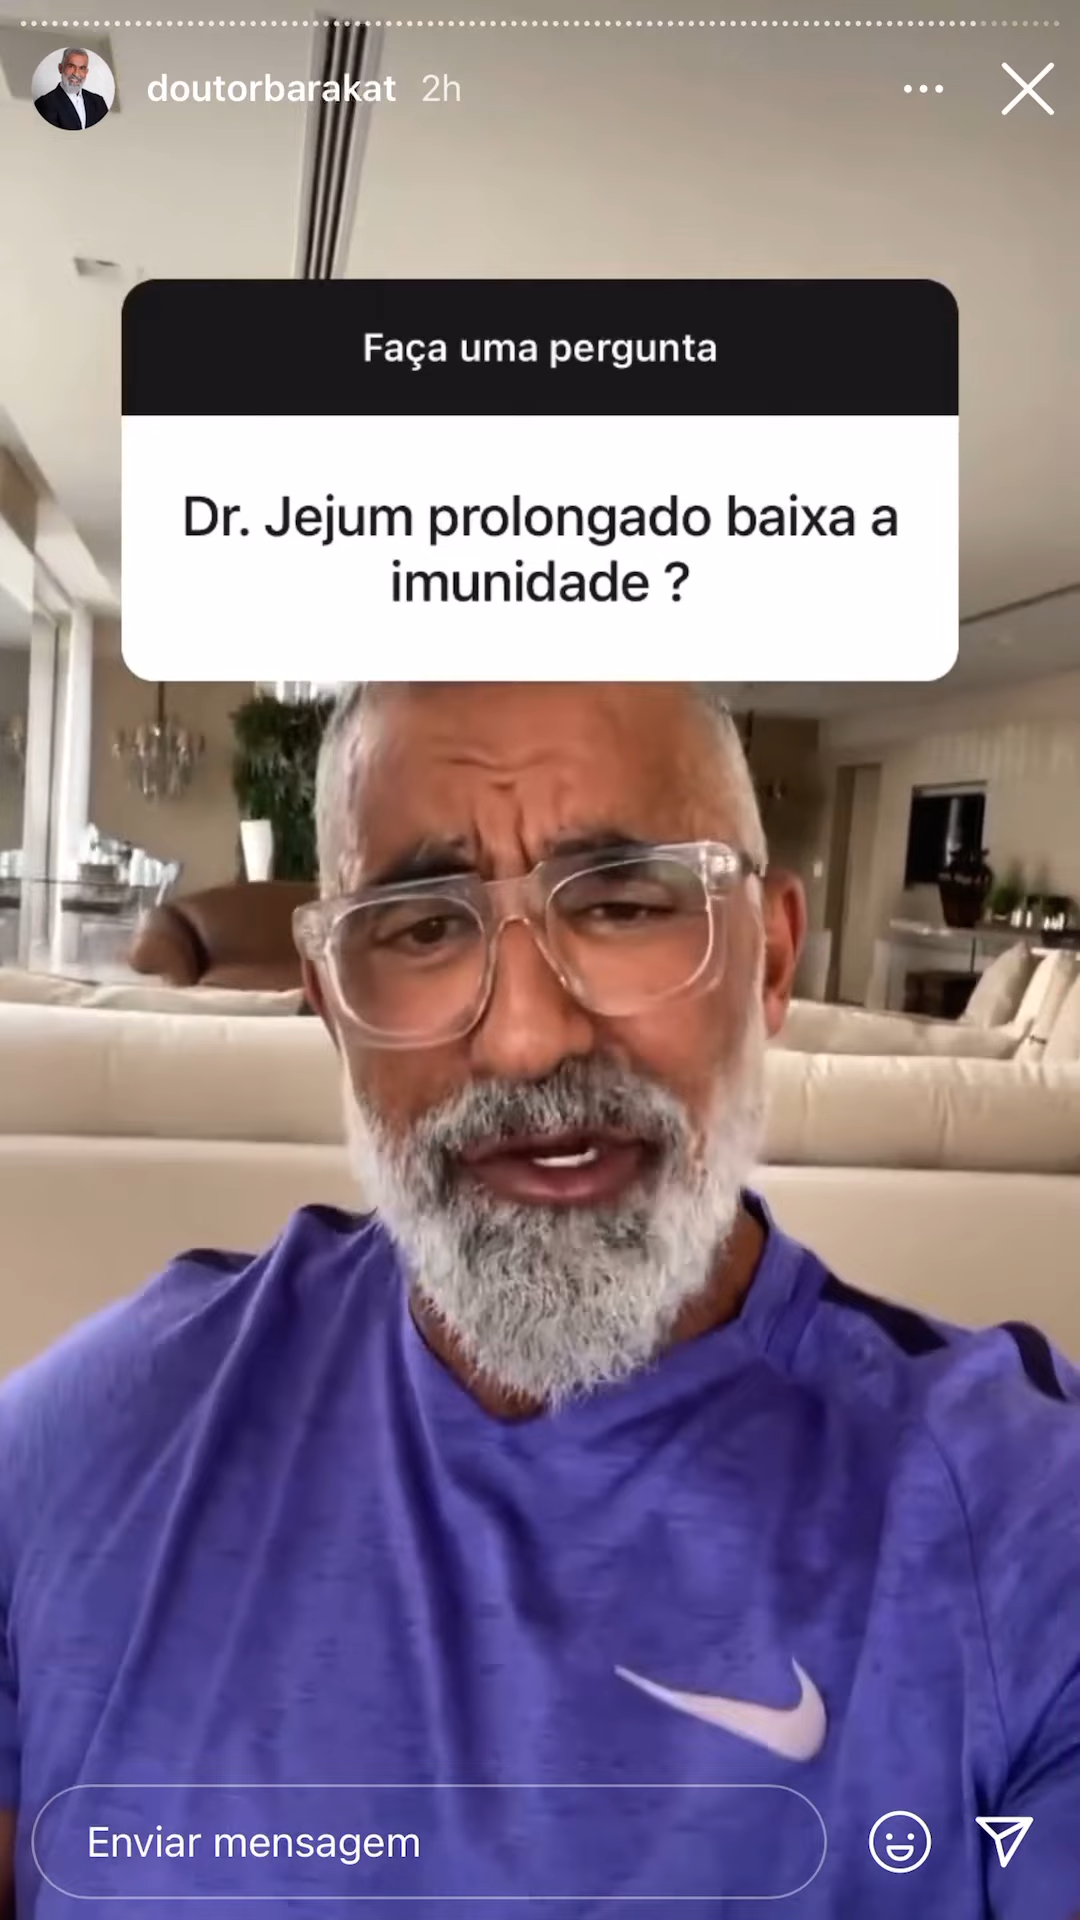 doutorbarakat 2h
Faça uma pergunta
Dr. Jejum prolongado baixa a
imunidade ?
Enviar mensagem